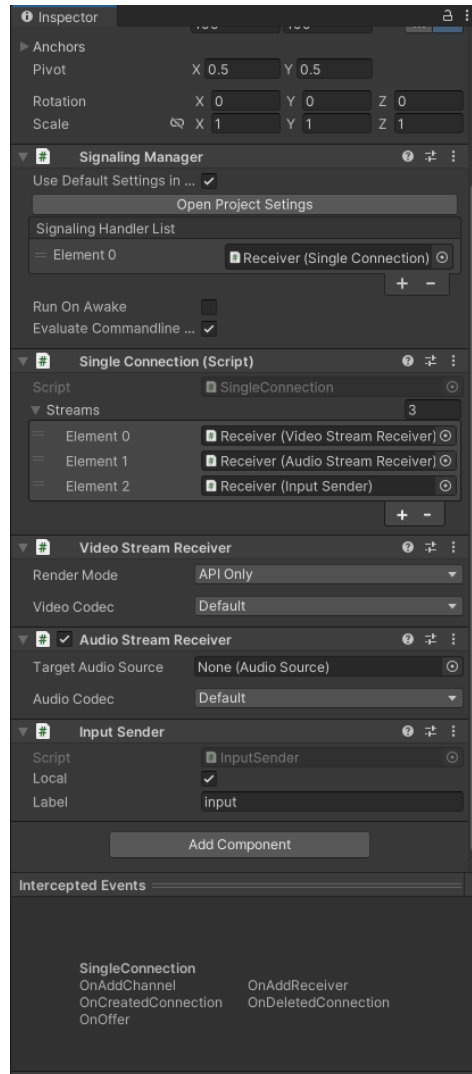 Inspector
Anchors
Pivot X 0.5 Y 0.5
Rotation X 0 Y 0 Z 0
Scale X 1 Y 1 Z 1
# Signaling Manager
Use Default Settings in ...
Open Project Setings
Signaling Handler List
Element 0 Receiver (Single Connection)
+ -
Run On Awake
Evaluate Commandline ...
# Single Connection (Script)
Script SingleConnection
Streams 3
Element 0 Receiver (Video Stream Receiver)
Element 1 Receiver (Audio Stream Receiver)
Element 2 Receiver (Input Sender)
+ -
# Video Stream Receiver
Render Mode API Only
Video Codec Default
# Audio Stream Receiver
Target Audio Source None (Audio Source)
Audio Codec Default
# Input Sender
Script InputSender
Local
Label input
Add Component
Intercepted Events
SingleConnection
OnAddChannel OnAddReceiver
OnCreatedConnection OnDeletedConnection
OnOffer